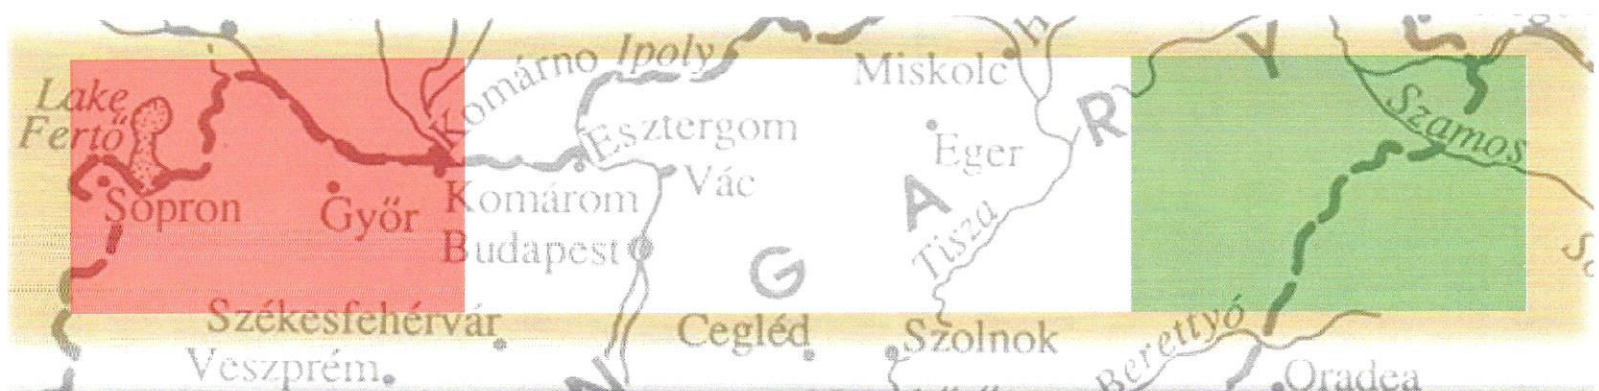 Ipoly
Komárno
Miskolc
H
Y
Lake
Fertő
Esztergom
R
Szamos
Eger
Vác
Sopron
Győr
Komárom
A
Tisza
Budapest
G
Székesfehérvár
Cegléd
Szolnok
Berettyó
Veszprém
N
Oradea